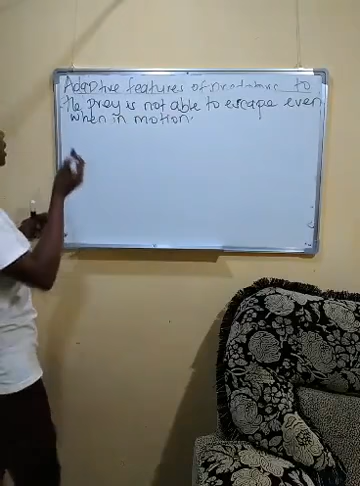 Adaptive features of predators to
the prey is not able to escape even
when in motion.